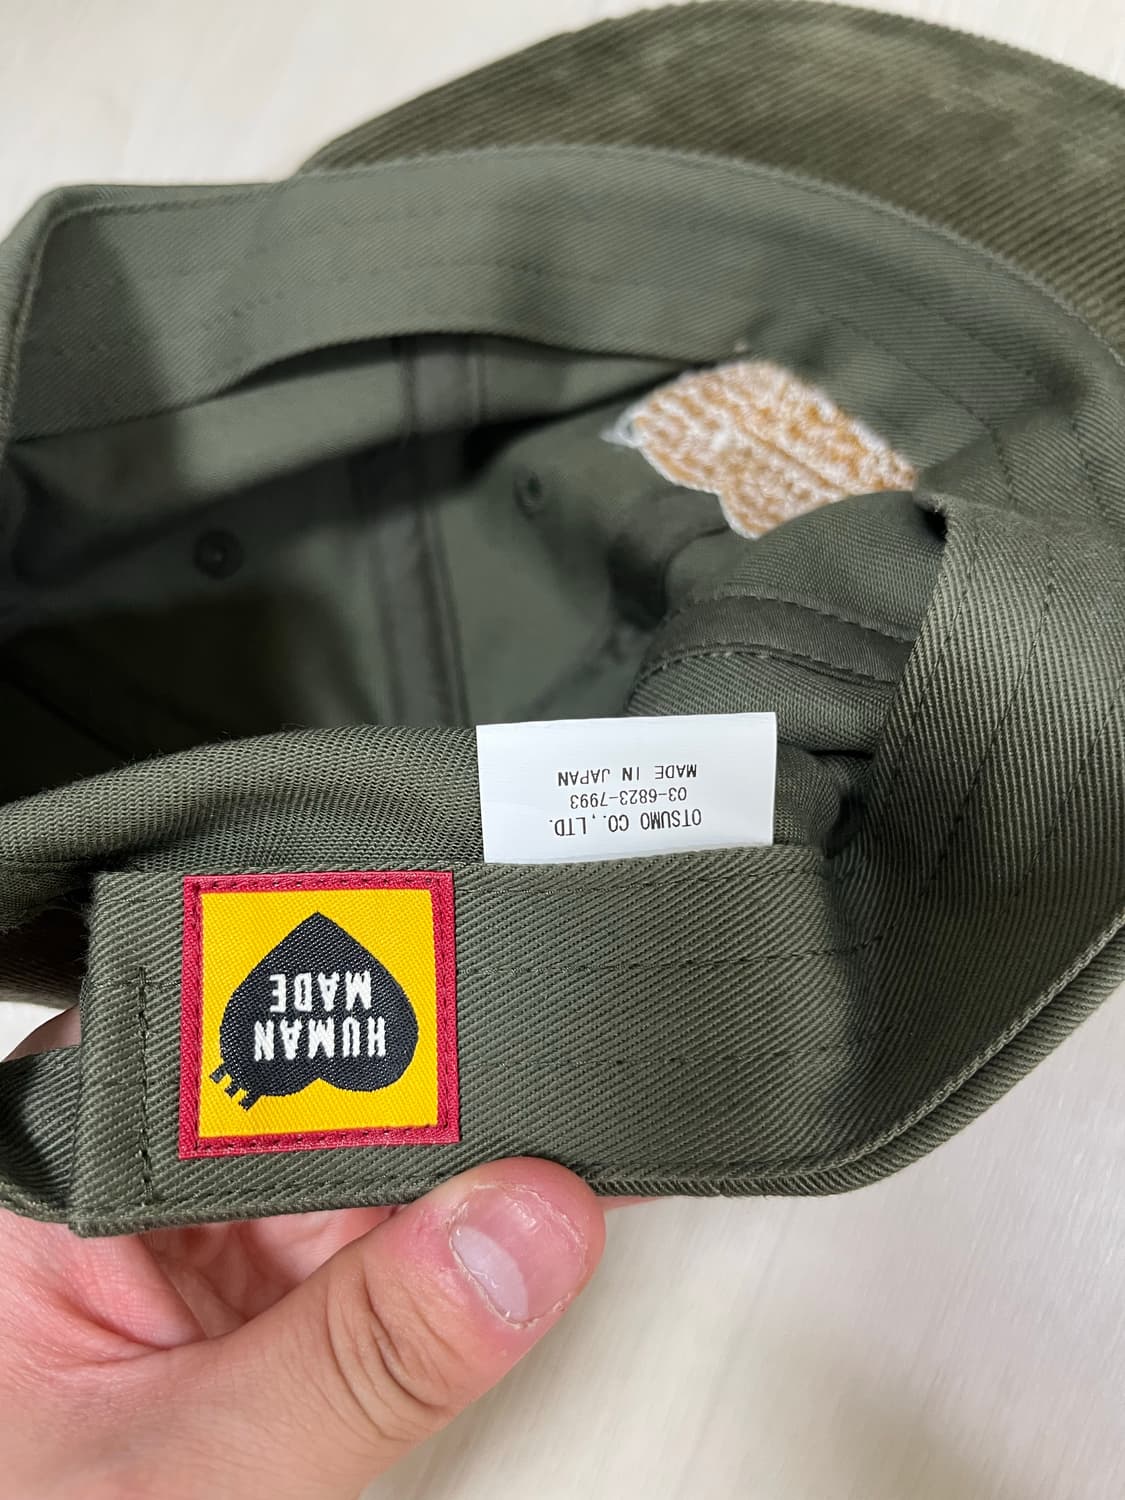 OTSUMO CO.,LTD.
03-6823-7993
MADE IN JAPAN
HUMAN
MADE